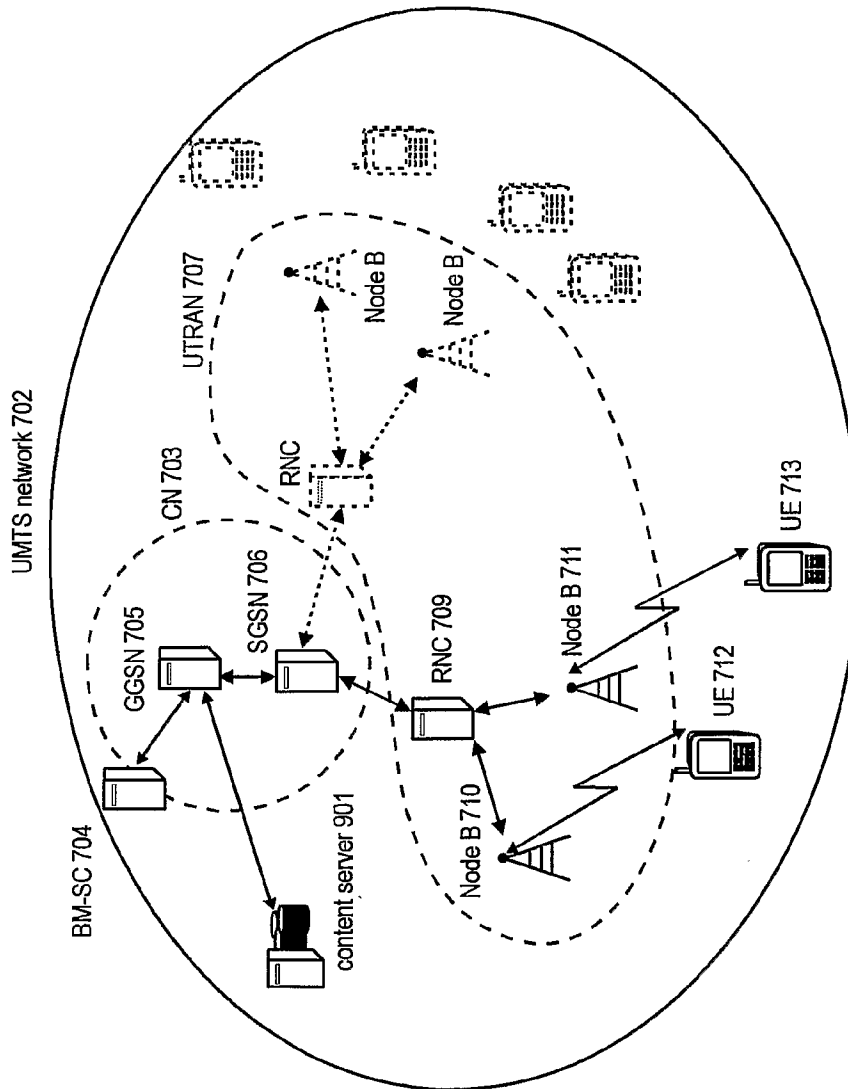 UMTS network 702
CN 703
UTRAN 707
BM-SC 704
GGSN 705
SGSN 706
RNC
Node B
Node B
content server 901
RNC 709
Node B 710
Node B 711
UE 712
UE 713